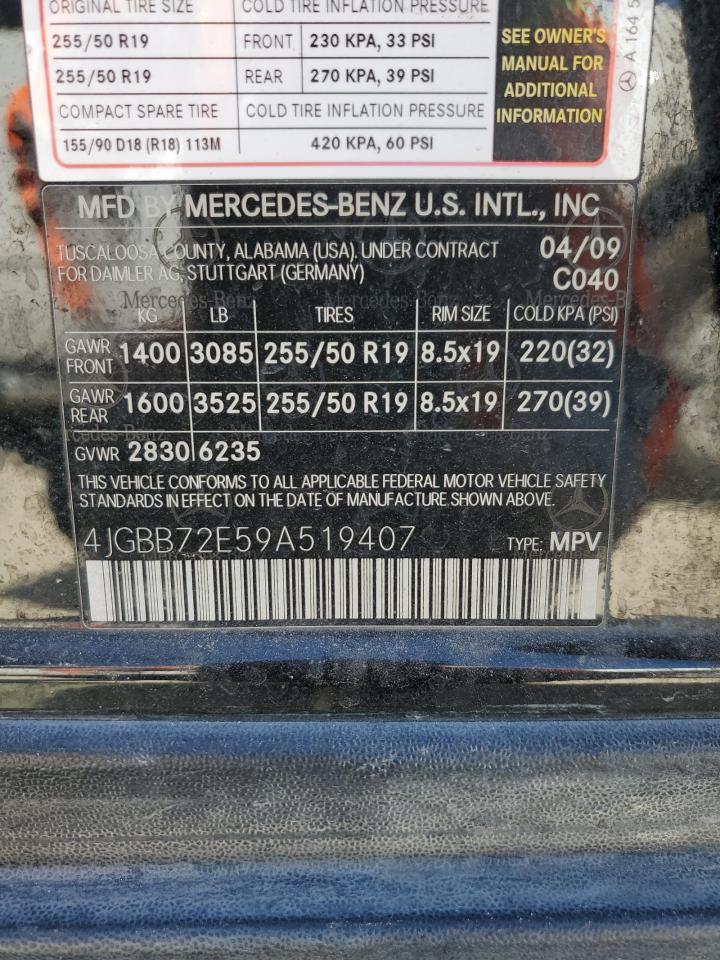 ORIGINAL TIRE SIZE COLD TIRE INFLATION PRESSURE
255/50 R19 FRONT 230 KPA, 33 PSI
255/50 R19 REAR 270 KPA, 39 PSI
COMPACT SPARE TIRE COLD TIRE INFLATION PRESSURE
155/90 D18 (R18) 113M 420 KPA, 60 PSI
SEE OWNER'S
MANUAL FOR
ADDITIONAL
INFORMATION
A 164 5
MFD BY MERCEDES-BENZ U.S. INTL., INC
TUSCALOOSA COUNTY, ALABAMA (USA). UNDER CONTRACT 04/09
FOR DAIMLER AG, STUTTGART (GERMANY) C040
KG LB TIRES RIM SIZE COLD KPA (PSI)
GAWR FRONT 1400 3085 255/50 R19 8.5x19 220(32)
GAWR REAR 1600 3525 255/50 R19 8.5x19 270(39)
GVWR 2830 6235
THIS VEHICLE CONFORMS TO ALL APPLICABLE FEDERAL MOTOR VEHICLE SAFETY
STANDARDS IN EFFECT ON THE DATE OF MANUFACTURE SHOWN ABOVE.
4JGBB72E59A519407 TYPE: MPV